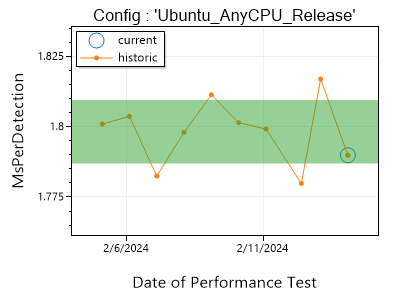 Config : 'Ubuntu_AnyCPU_Release'
current
historic
1.825
1.8
1.775
MsPerDetection
2/6/2024
2/11/2024
Date of Performance Test